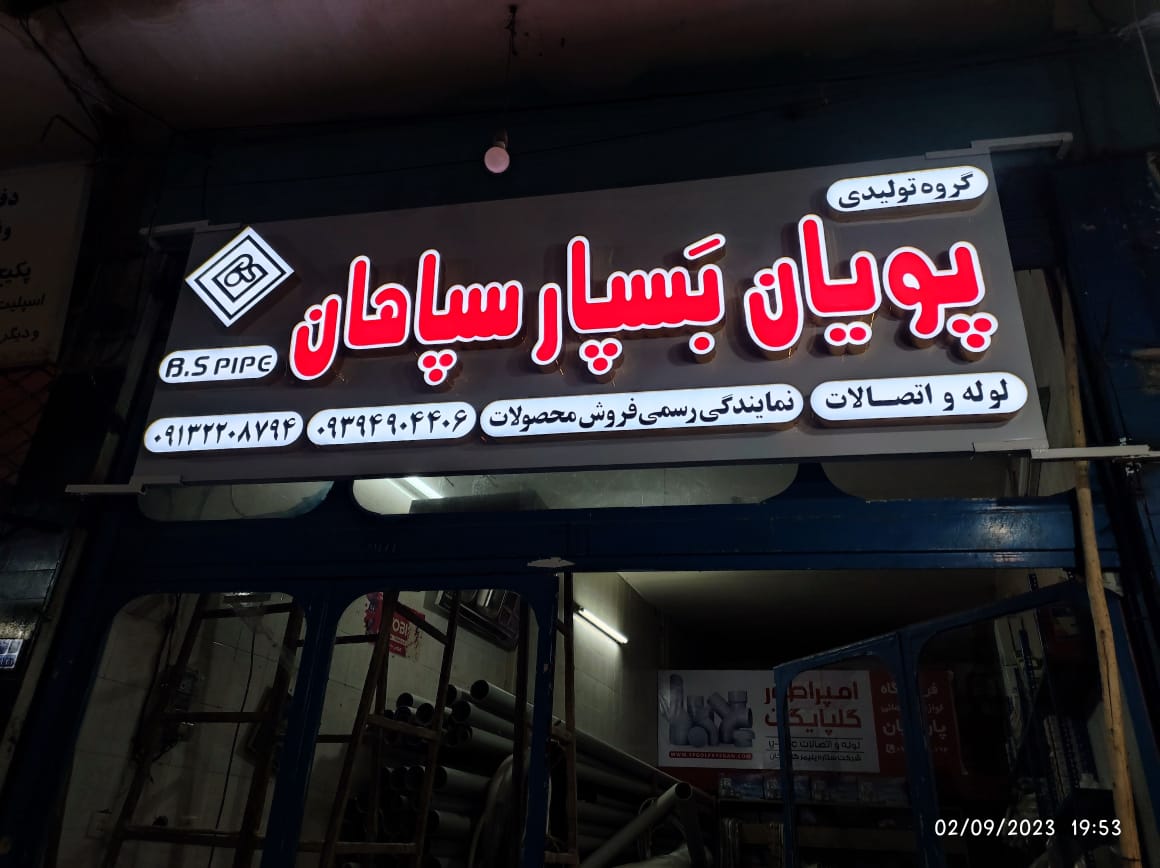 گروه تولیدی
پویان بَسپار سپاهان
B.S PIPE
لوله و اتصالات
نمایندگی رسمی فروش محصولات
۰۹۳۹۴۹۰۴۴۰۶
۰۹۱۳۲۲۰۸۷۹۴
امپراطور
گلپایگان
لوله و اتصالات
02/09/2023 19:53